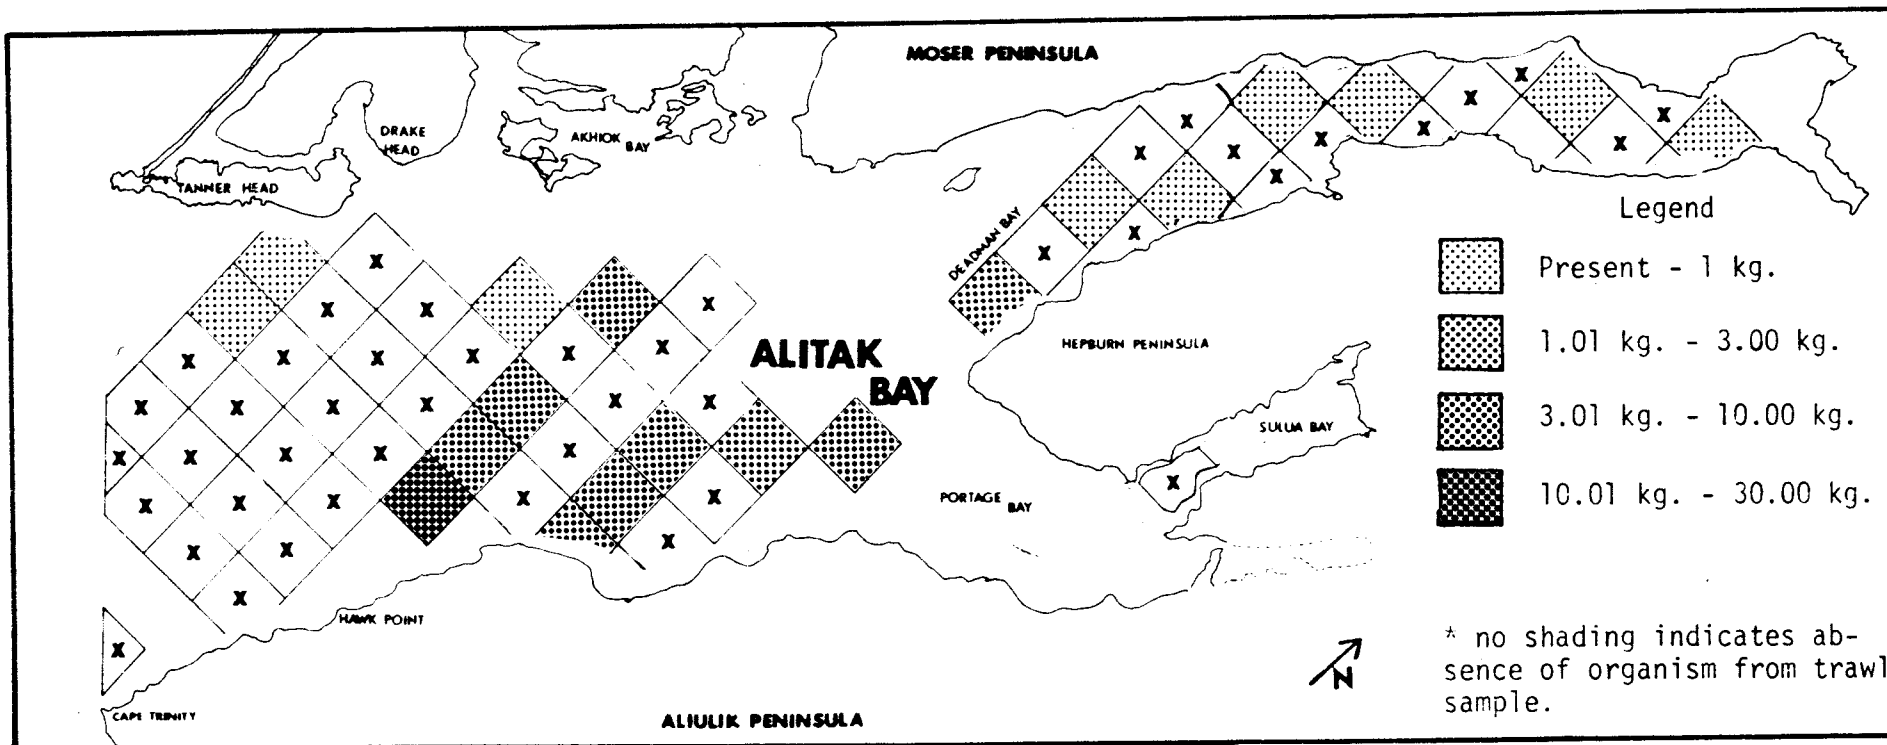 MOSER PENINSULA
DRAKE
HEAD
AKHIOK BAY
TANNER HEAD
DEADMAN BAY
Legend
Present - 1 kg.
1.01 kg. - 3.00 kg.
3.01 kg. - 10.00 kg.
10.01 kg. - 30.00 kg.
HEPBURN PENINSULA
ALITAK
BAY
SULUA BAY
PORTAGE BAY
HAWK POINT
N
* no shading indicates ab-
sence of organism from trawl
sample.
CAPE TRINITY
ALIULIK PENINSULA
X X X X X X X X X X X X X
X X X X X X X X X X X X X
X X X X X X X X X X X X X
X X X X X X X X